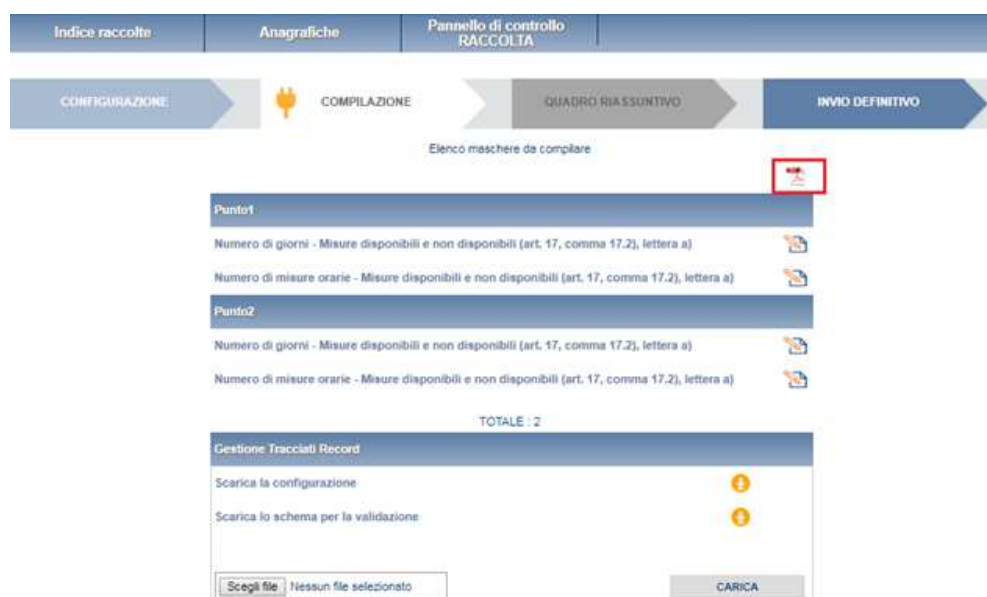 Indice raccolte
Anagrafiche
Pannello di controllo
RACCOLTA
CONFIGURAZIONE
COMPILAZIONE
QUADRO RIASSUNTIVO
INVIO DEFINITIVO
Elenco maschere da compilare
Punto1
Numero di giorni - Misure disponibili e non disponibili (art. 17, comma 17.2), lettera a)
Numero di misure orarie - Misure disponibili e non disponibili (art. 17, comma 17.2), lettera a)
Punto2
Numero di giorni - Misure disponibili e non disponibili (art. 17, comma 17.2), lettera a)
Numero di misure orarie - Misure disponibili e non disponibili (art. 17, comma 17.2), lettera a)
TOTALE : 2
Gestione Tracciati Record
Scarica la configurazione
Scarica lo schema per la validazione
Scegli file Nessun file selezionato
CARICA